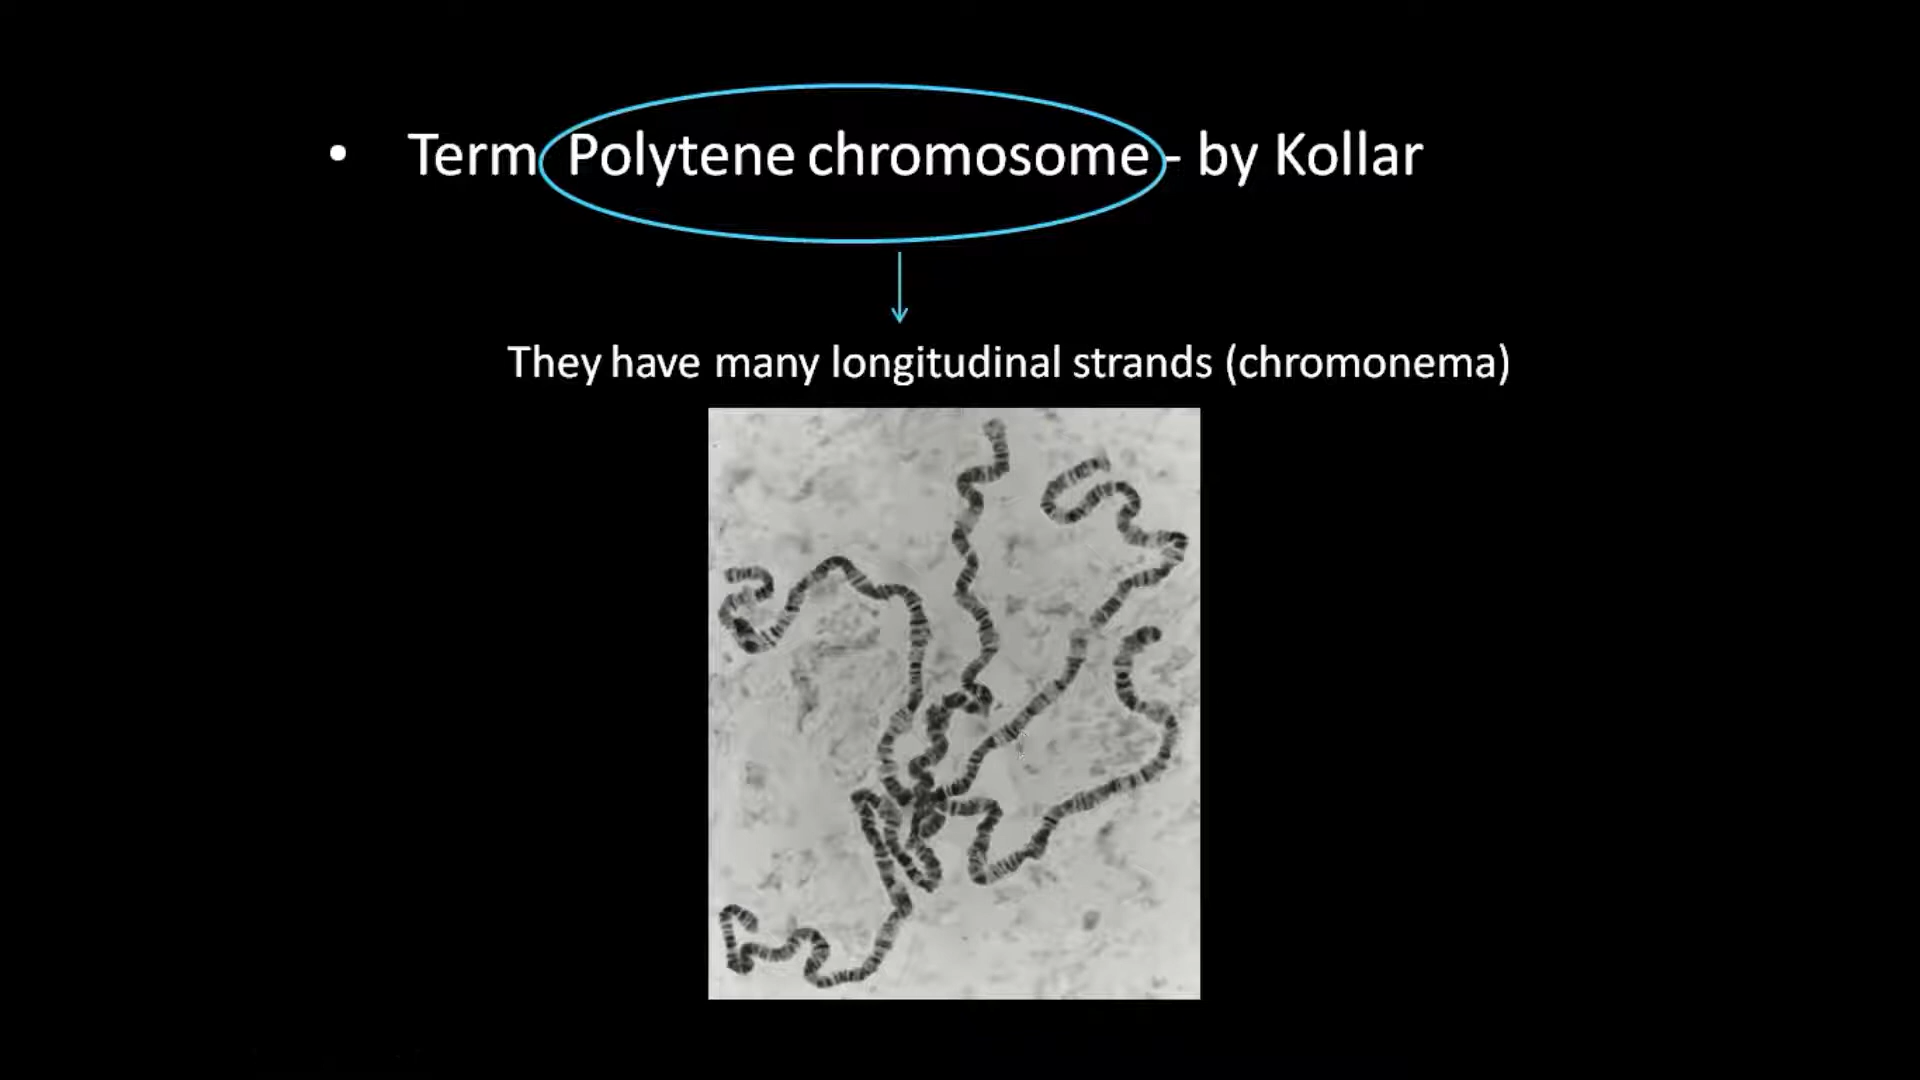 • Term Polytene chromosome - by Kollar
They have many longitudinal strands (chromonema)